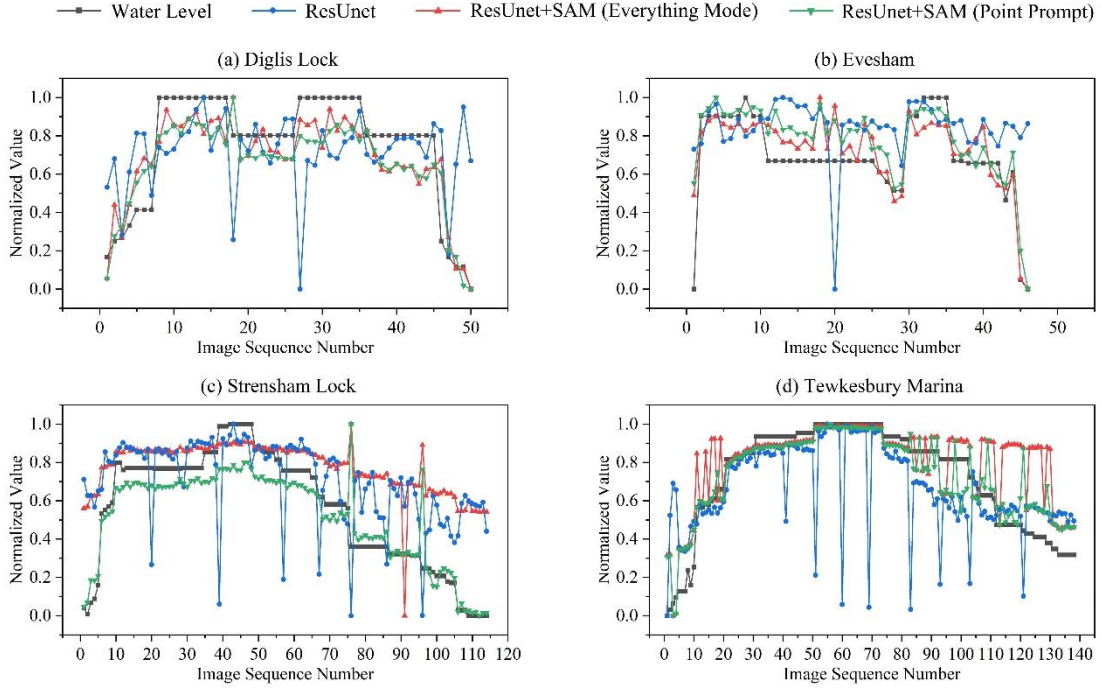 Water Level ResUnet ResUnet+SAM (Everything Mode) ResUnet+SAM (Point Prompt)
(a) Diglis Lock
1.0
0.8
0.6
0.4
0.2
0.0
Normalized Value
0 10 20 30 40 50
Image Sequence Number
(b) Evesham
1.0
0.8
0.6
0.4
0.2
0.0
Normalized Value
0 10 20 30 40 50
Image Sequence Number
(c) Strensham Lock
1.0
0.8
0.6
0.4
0.2
0.0
Normalized Value
0 10 20 30 40 50 60 70 80 90 100 110 120
Image Sequence Number
(d) Tewkesbury Marina
1.0
0.8
0.6
0.4
0.2
0.0
Normalized Value
0 10 20 30 40 50 60 70 80 90 100 110 120 130 140
Image Sequence Number